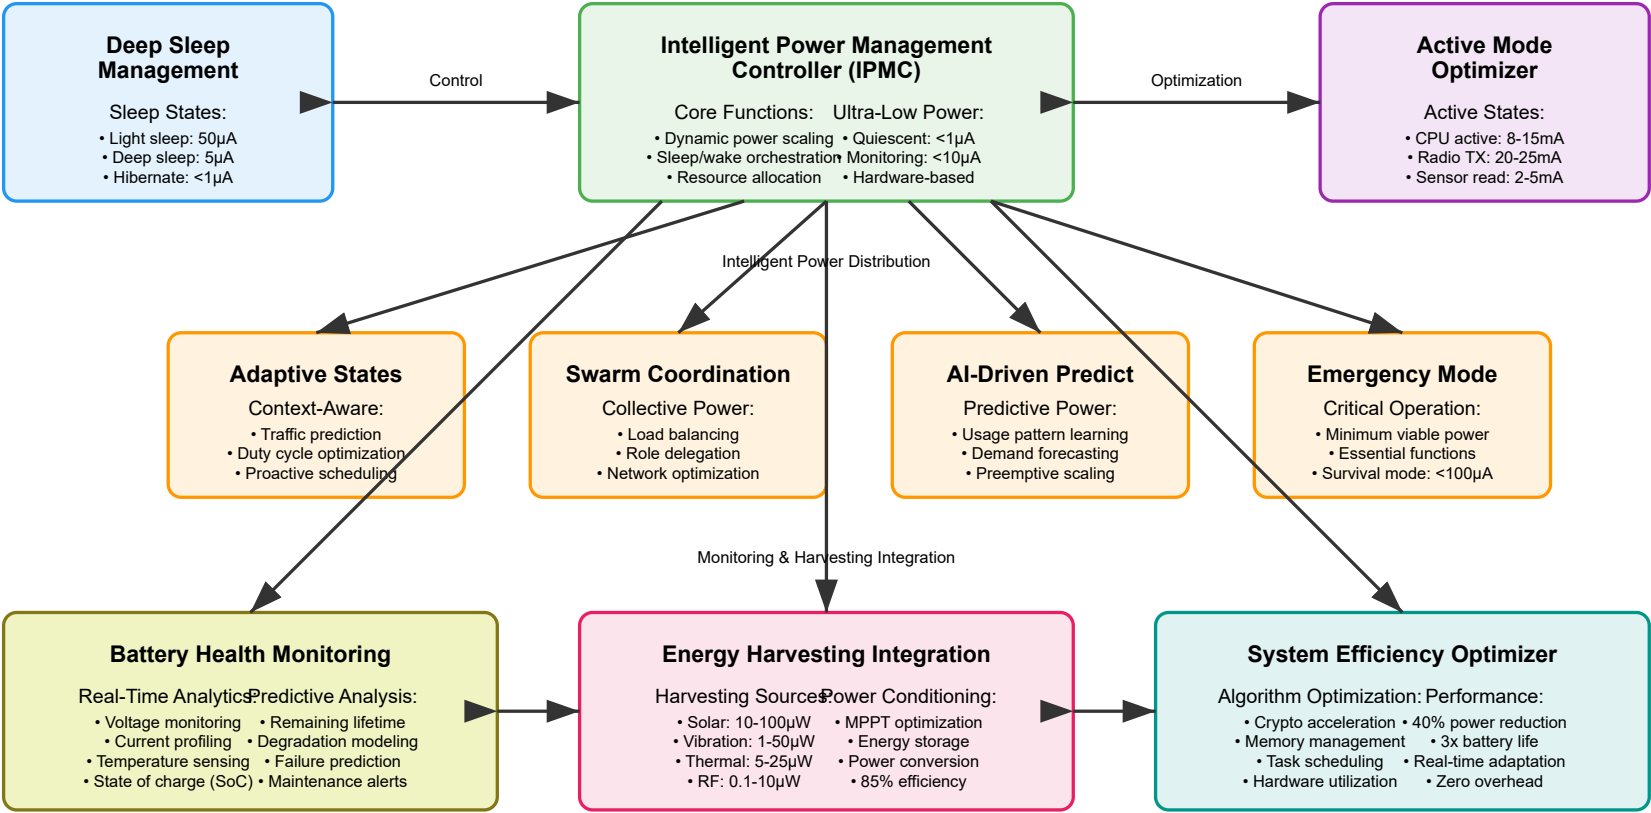 Deep Sleep
Management
Sleep States:
• Light sleep: 50µA
• Deep sleep: 5µA
• Hibernate: <1µA
Control
Intelligent Power Management
Controller (IPMC)
Core Functions:
• Dynamic power scaling
• Sleep/wake orchestration
• Resource allocation
Ultra-Low Power:
• Quiescent: <1µA
• Monitoring: <10µA
• Hardware-based
Optimization
Active Mode
Optimizer
Active States:
• CPU active: 8-15mA
• Radio TX: 20-25mA
• Sensor read: 2-5mA
Intelligent Power Distribution
Adaptive States
Context-Aware:
• Traffic prediction
• Duty cycle optimization
• Proactive scheduling
Swarm Coordination
Collective Power:
• Load balancing
• Role delegation
• Network optimization
AI-Driven Predict
Predictive Power:
• Usage pattern learning
• Demand forecasting
• Preemptive scaling
Emergency Mode
Critical Operation:
• Minimum viable power
• Essential functions
• Survival mode: <100µA
Monitoring & Harvesting Integration
Battery Health Monitoring
Real-Time Analytics:
• Voltage monitoring
• Current profiling
• Temperature sensing
• State of charge (SoC)
Predictive Analysis:
• Remaining lifetime
• Degradation modeling
• Failure prediction
• Maintenance alerts
Energy Harvesting Integration
Harvesting Sources:
• Solar: 10-100µW
• Vibration: 1-50µW
• Thermal: 5-25µW
• RF: 0.1-10µW
Power Conditioning:
• MPPT optimization
• Energy storage
• Power conversion
• 85% efficiency
System Efficiency Optimizer
Algorithm Optimization:
• Crypto acceleration
• Memory management
• Task scheduling
• Hardware utilization
Performance:
• 40% power reduction
• 3x battery life
• Real-time adaptation
• Zero overhead